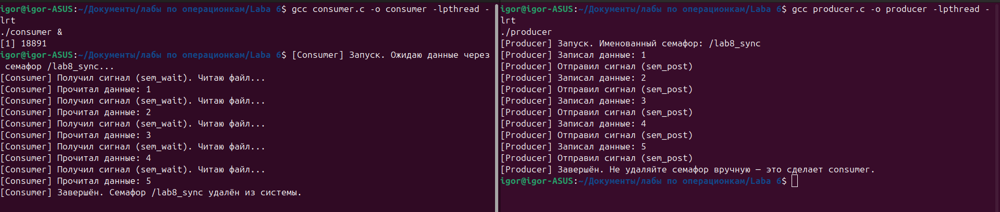 igor@igor-ASUS:~/Документы/лабы по операционкам/Laba 6$ gcc consumer.c -o consumer -lpthread -
lrt
./consumer &
[1] 18891
igor@igor-ASUS:~/Документы/лабы по операционкам/Laba 6$ [Consumer] Запуск. Ожидаю данные через
 семафор /lab8_sync...
[Consumer] Получил сигнал (sem_wait). Читаю файл...
[Consumer] Прочитал данные: 1
[Consumer] Получил сигнал (sem_wait). Читаю файл...
[Consumer] Прочитал данные: 2
[Consumer] Получил сигнал (sem_wait). Читаю файл...
[Consumer] Прочитал данные: 3
[Consumer] Получил сигнал (sem_wait). Читаю файл...
[Consumer] Прочитал данные: 4
[Consumer] Получил сигнал (sem_wait). Читаю файл...
[Consumer] Прочитал данные: 5
[Consumer] Завершён. Семафор /lab8_sync удалён из системы.
igor@igor-ASUS:~/Документы/лабы по операционкам/Laba 6$ gcc producer.c -o producer -lpthread -
lrt
./producer
[Producer] Запуск. Именованный семафор: /lab8_sync
[Producer] Записал данные: 1
[Producer] Отправил сигнал (sem_post)
[Producer] Записал данные: 2
[Producer] Отправил сигнал (sem_post)
[Producer] Записал данные: 3
[Producer] Отправил сигнал (sem_post)
[Producer] Записал данные: 4
[Producer] Отправил сигнал (sem_post)
[Producer] Записал данные: 5
[Producer] Отправил сигнал (sem_post)
[Producer] Завершён. Не удаляйте семафор вручную — это сделает consumer.
igor@igor-ASUS:~/Документы/лабы по операционкам/Laba 6$